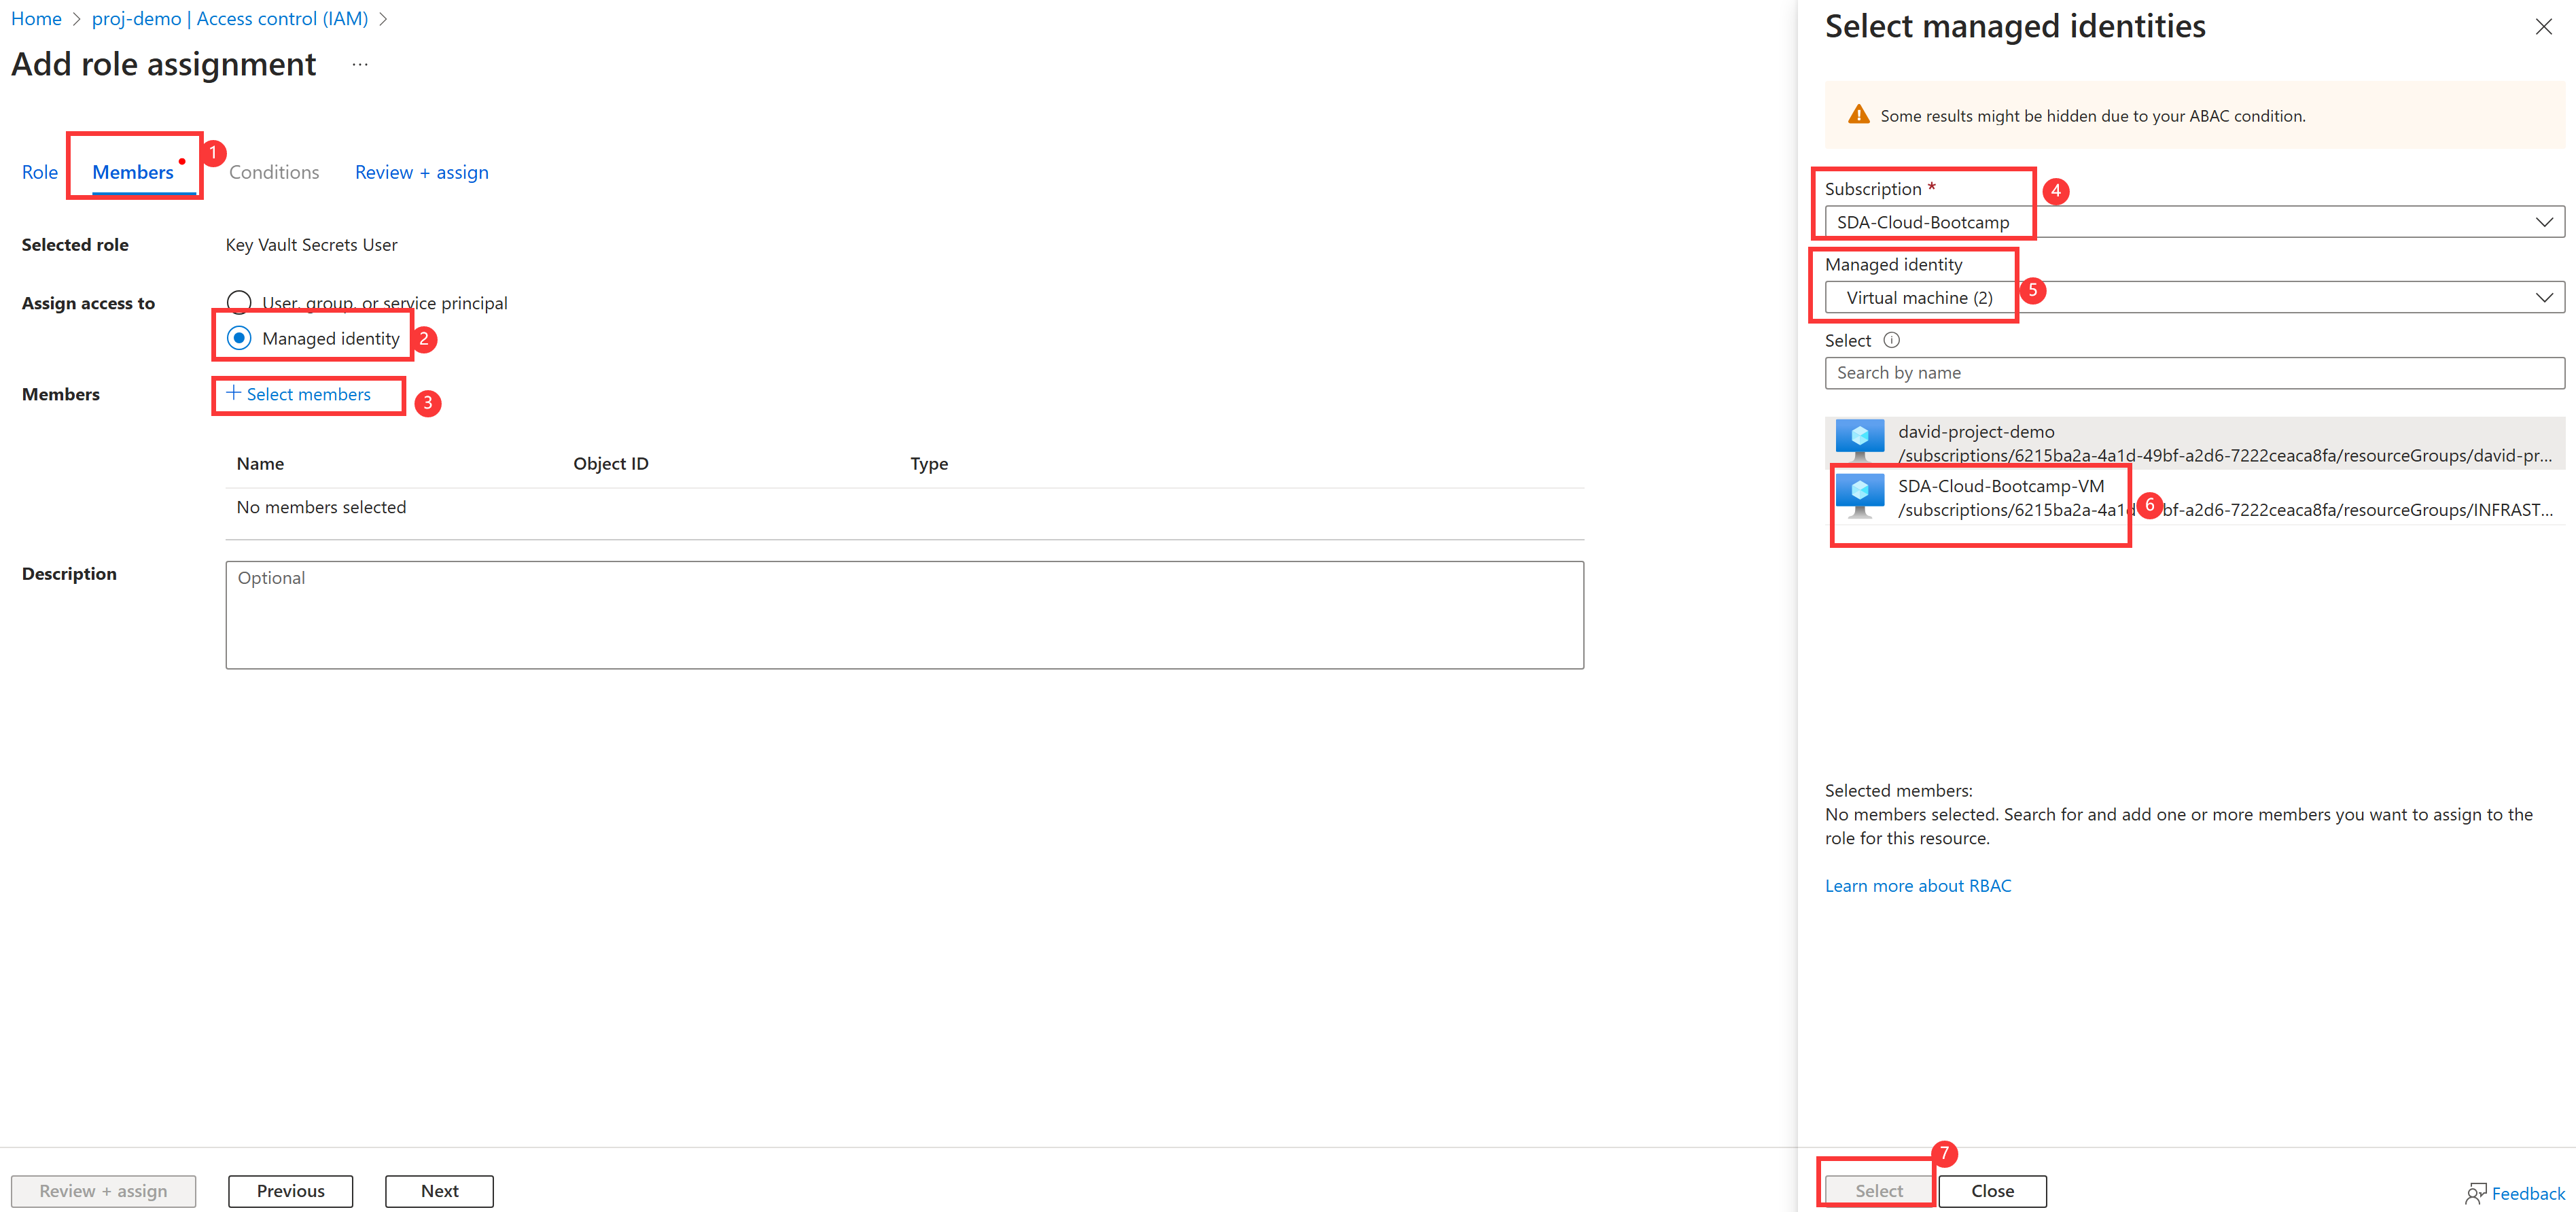 Home > proj-demo | Access control (IAM) >
Add role assignment ...
Role Members 1 Conditions Review + assign
Selected role Key Vault Secrets User
Assign access to User, group, or service principal
Managed identity 2
Members + Select members 3
Name Object ID Type
No members selected
Description Optional
Review + assign Previous Next
Select managed identities
Some results might be hidden due to your ABAC condition.
Subscription * 4
SDA-Cloud-Bootcamp
Managed identity
Virtual machine (2) 5
Select
Search by name
david-project-demo
/subscriptions/6215ba2a-4a1d-49bf-a2d6-7222ceaca8fa/resourceGroups/david-pr...
SDA-Cloud-Bootcamp-VM
/subscriptions/6215ba2a-4a1d 6 bf-a2d6-7222ceaca8fa/resourceGroups/INFRAST...
Selected members:
No members selected. Search for and add one or more members you want to assign to the
role for this resource.
Learn more about RBAC
7
Select Close Feedback